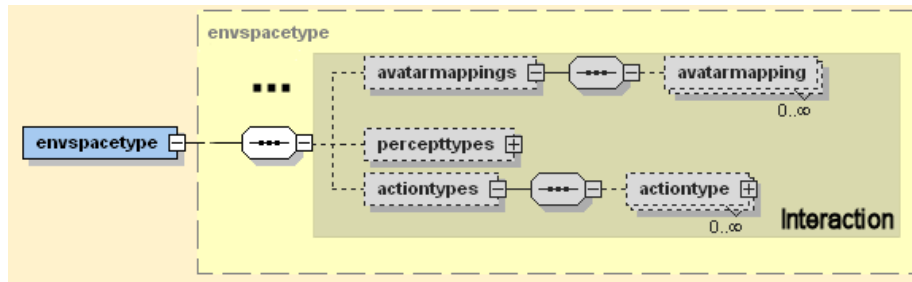 envspacetype
...
avatarmappings
avatarmapping
0..∞
envspacetype
percepttypes
actiontypes
actiontype
0..∞
Interaction